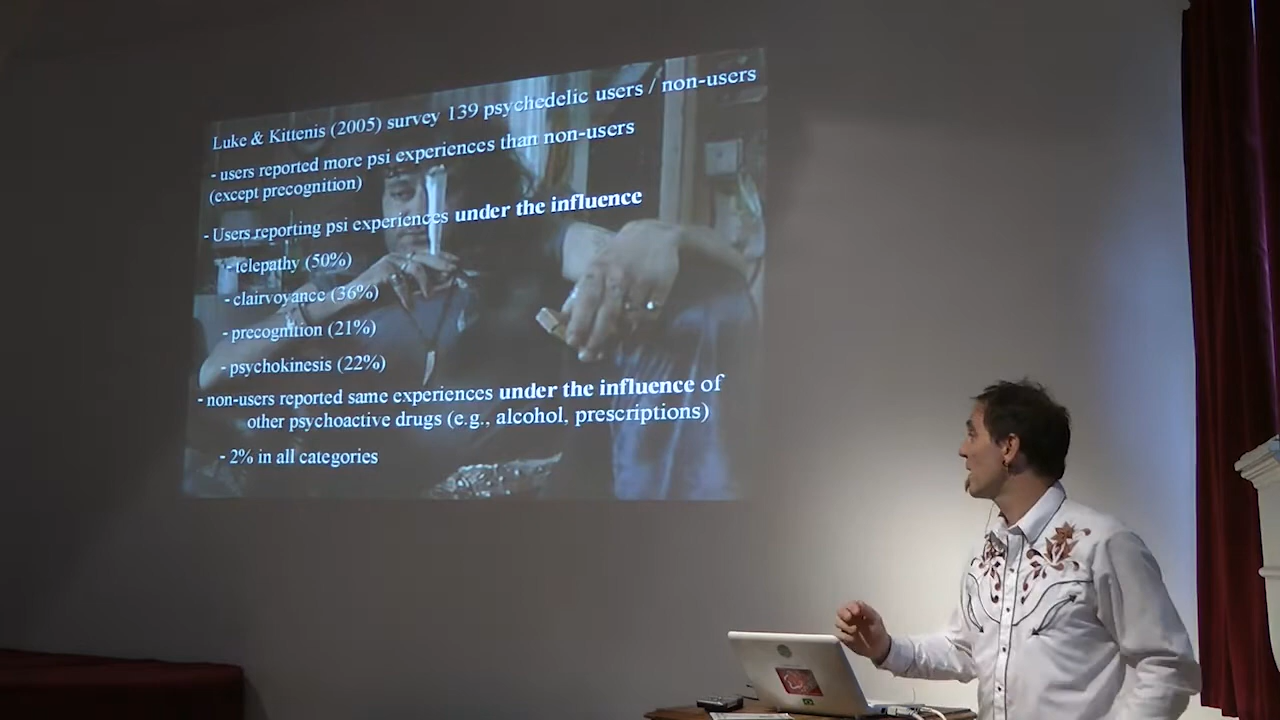 Luke & Kittenis (2005) survey 139 psychedelic users / non-users
- users reported more psi experiences than non-users
(except precognition)
- Users reporting psi experiences under the influence
- telepathy (50%)
- clairvoyance (36%)
- precognition (21%)
- psychokinesis (22%)
- non-users reported same experiences under the influence of
other psychoactive drugs (e.g., alcohol, prescriptions)
- 2% in all categories